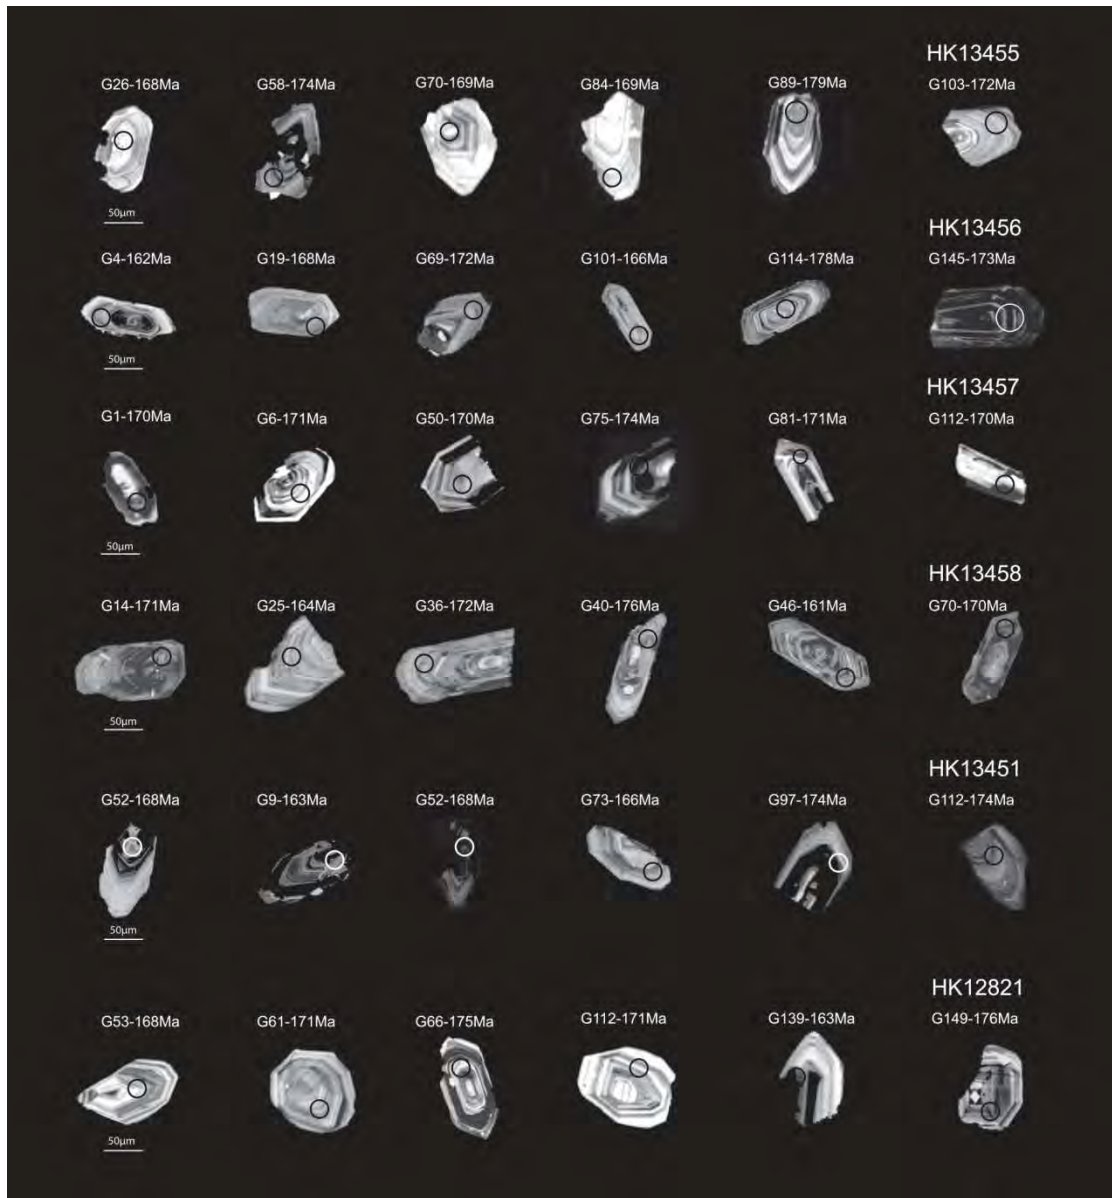 HK13455
G26-168Ma G58-174Ma G70-169Ma G84-169Ma G89-179Ma G103-172Ma
50μm
HK13456
G4-162Ma G19-168Ma G69-172Ma G101-166Ma G114-178Ma G145-173Ma
50μm
HK13457
G1-170Ma G6-171Ma G50-170Ma G75-174Ma G81-171Ma G112-170Ma
50μm
HK13458
G14-171Ma G25-164Ma G36-172Ma G40-176Ma G46-161Ma G70-170Ma
50μm
HK13451
G52-168Ma G9-163Ma G52-168Ma G73-166Ma G97-174Ma G112-174Ma
50μm
HK12821
G53-168Ma G61-171Ma G66-175Ma G112-171Ma G139-163Ma G149-176Ma
50μm